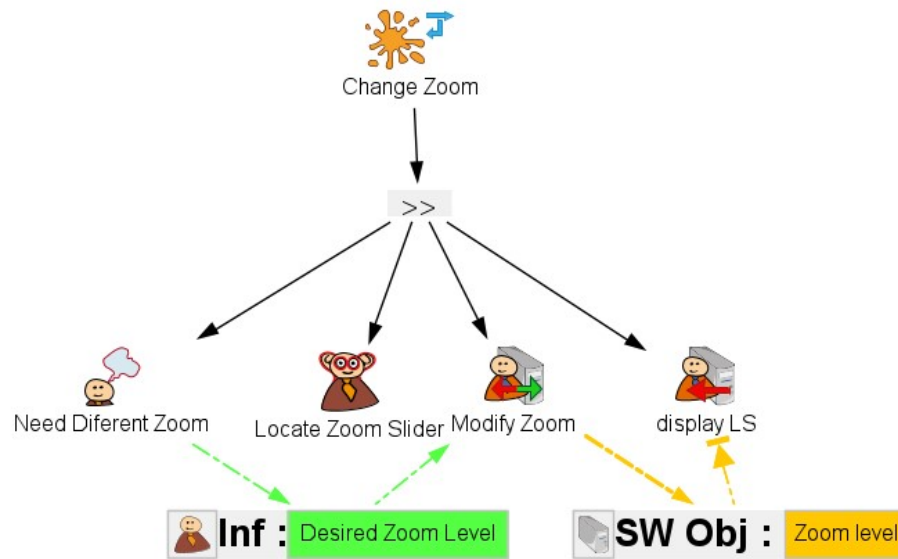 Change Zoom
>>
Need Diferent Zoom
Locate Zoom Slider
Modify Zoom
display LS
Inf : Desired Zoom Level
SW Obj : Zoom level